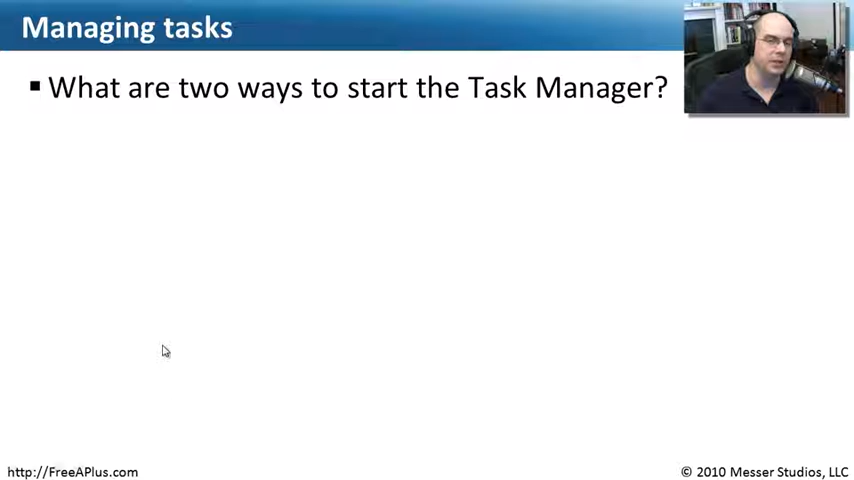 Managing tasks
▪ What are two ways to start the Task Manager?
http://FreeAPlus.com
© 2010 Messer Studios, LLC